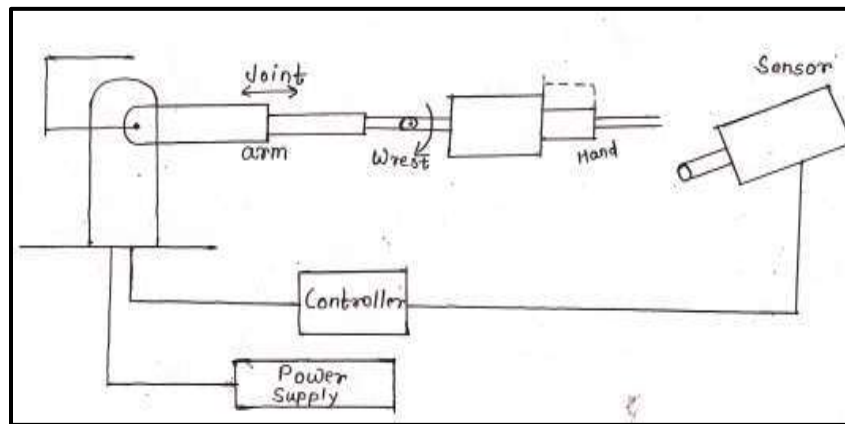 Joint
Sensor
arm
Wrest
Hand
Controller
Power
Supply